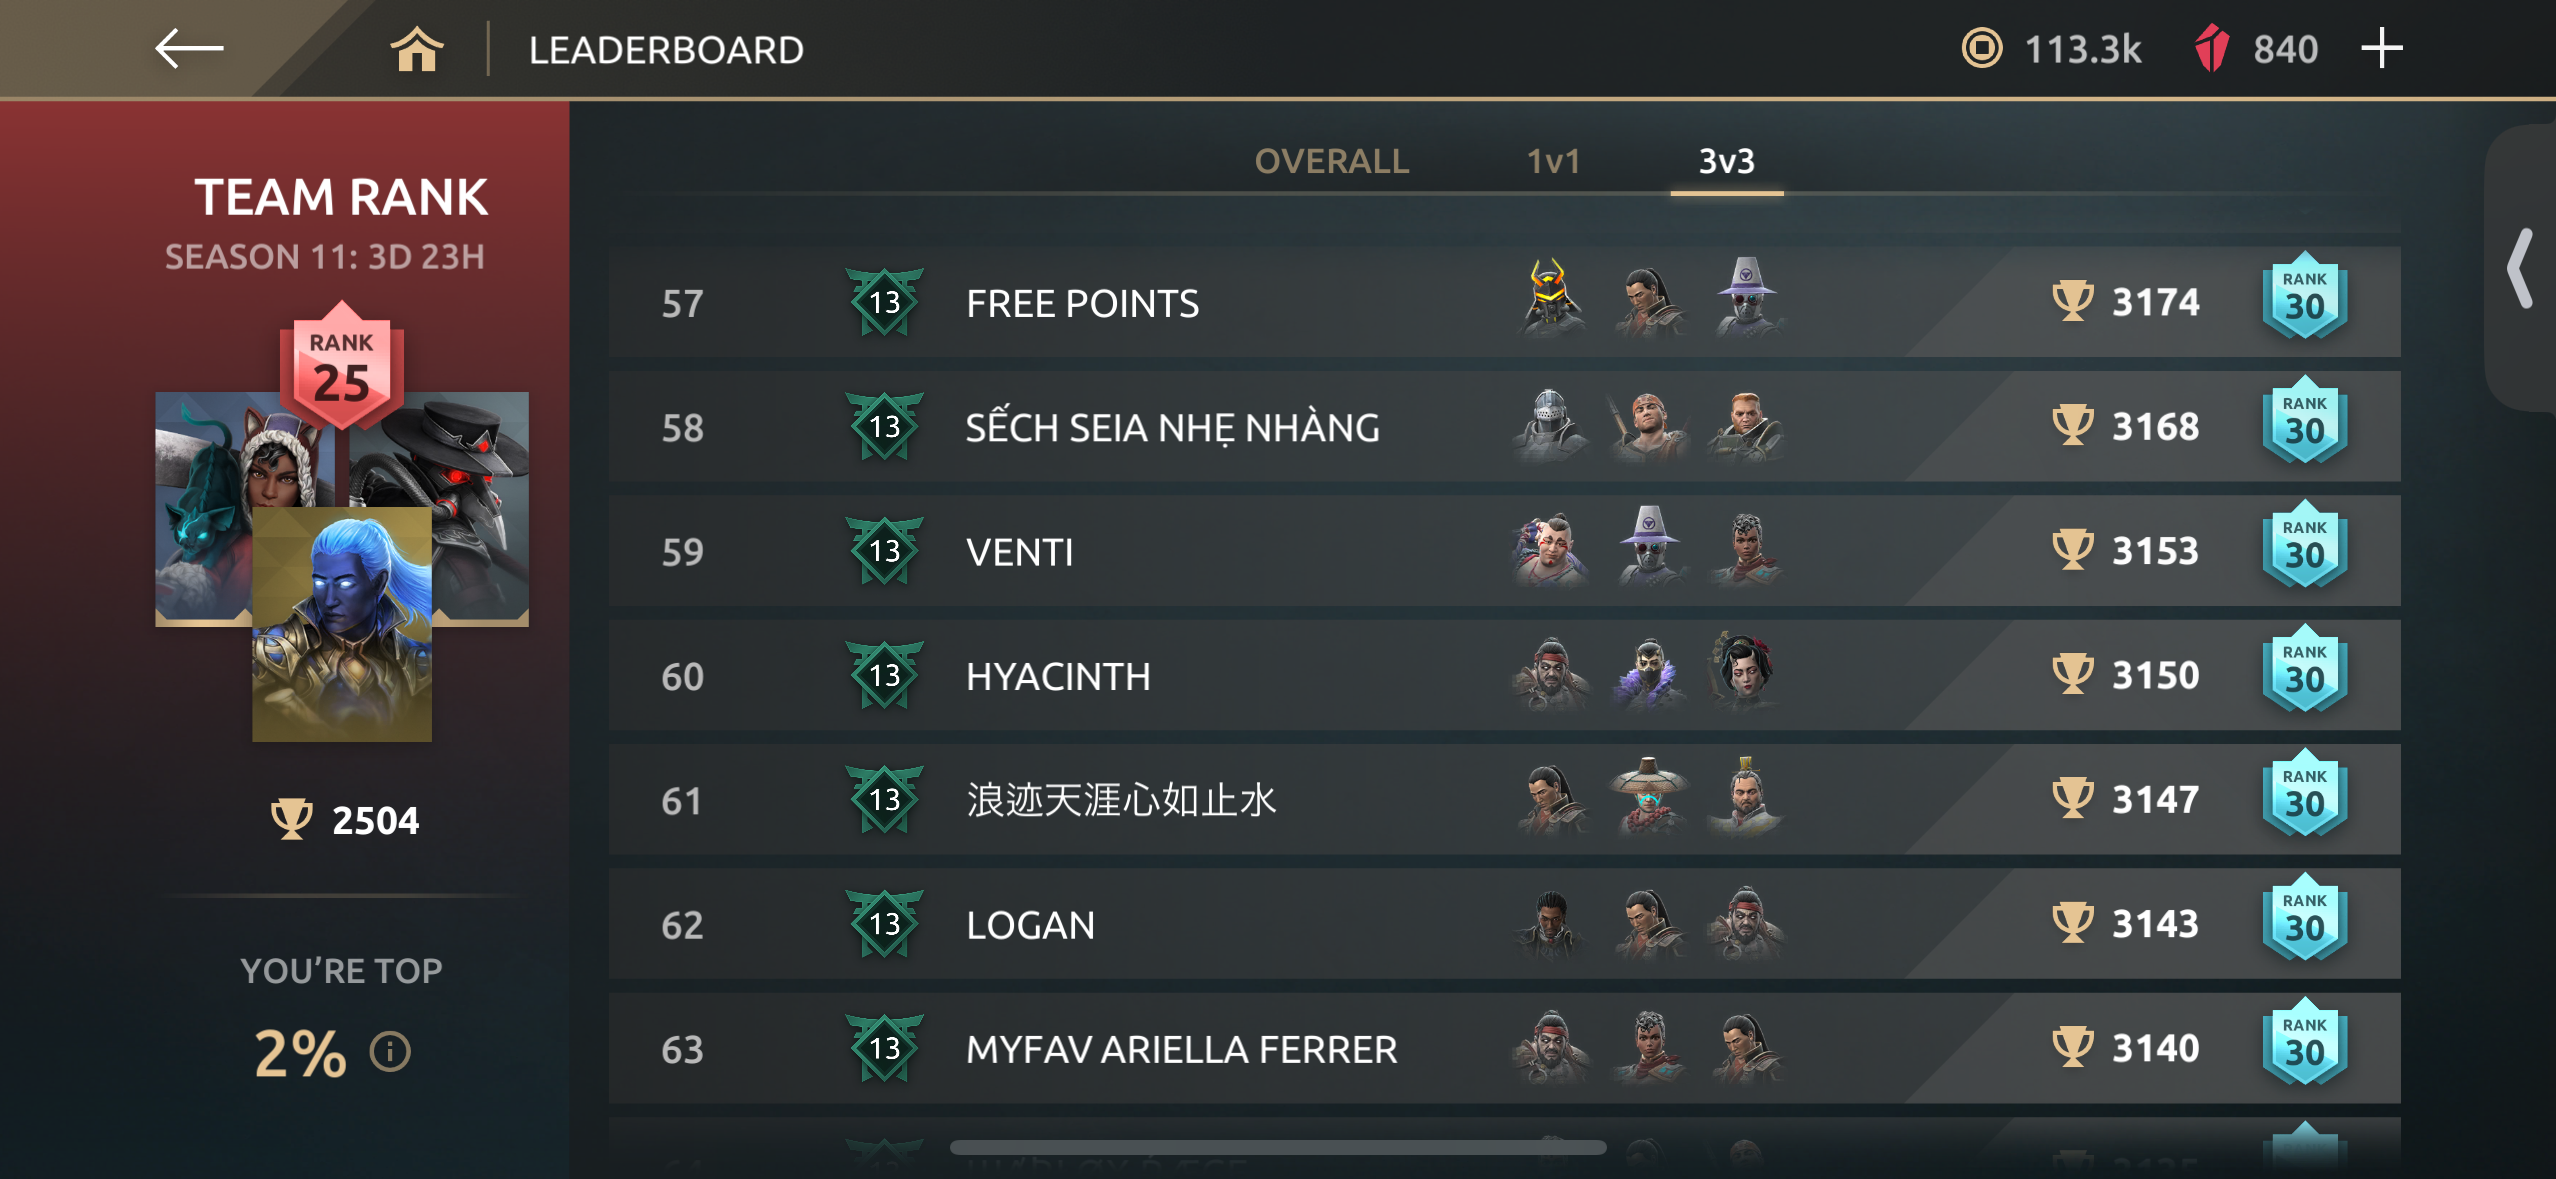 LEADERBOARD
113.3k
840
TEAM RANK
SEASON 11: 3D 23H
RANK
25
2504
YOU'RE TOP
2%
OVERALL 1v1 3v3
57 13 FREE POINTS 3174 RANK 30
58 13 SẾCH SEIA NHẸ NHÀNG 3168 RANK 30
59 13 VENTI 3153 RANK 30
60 13 HYACINTH 3150 RANK 30
61 13 浪迹天涯心如止水 3147 RANK 30
62 13 LOGAN 3143 RANK 30
63 13 MYFAV ARIELLA FERRER 3140 RANK 30